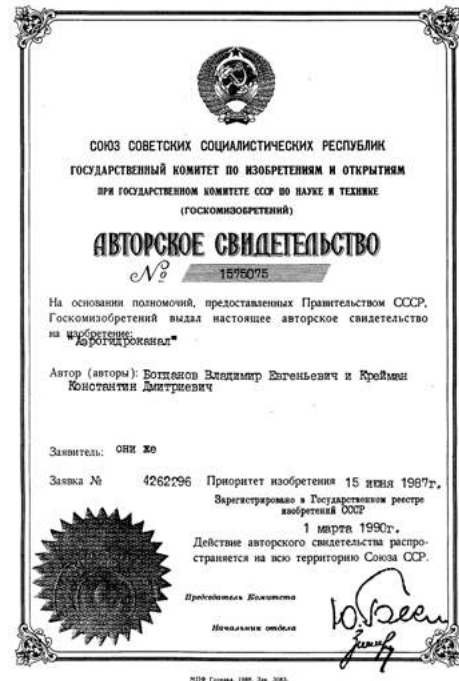 СОЮЗ СОВЕТСКИХ СОЦИАЛИСТИЧЕСКИХ РЕСПУБЛИК
ГОСУДАРСТВЕННЫЙ КОМИТЕТ ПО ИЗОБРЕТЕНИЯМ И ОТКРЫТИЯМ
ПРИ ГОСУДАРСТВЕННОМ КОМИТЕТЕ СССР ПО НАУКЕ И ТЕХНИКЕ
(ГОСКОМИЗОБРЕТЕНИЙ)
АВТОРСКОЕ СВИДЕТЕЛЬСТВО
№ 1575075
На основании полномочий, предоставленных Правительством СССР,
Госкомизобретений выдал настоящее авторское свидетельство
на изобретение:
"Аэрогидроканал"
Автор (авторы): Богданов Владимир Евгеньевич и Крейман
Константин Дмитриевич
Заявитель: они же
Заявка № 4262296 Приоритет изобретения 15 июня 1987г.
Зарегистрировано в Государственном реестре
изобретений СССР
1 марта 1990г.
Действие авторского свидетельства распро-
страняется на всю территорию Союза ССР.
Председатель Комитета
Начальник отдела